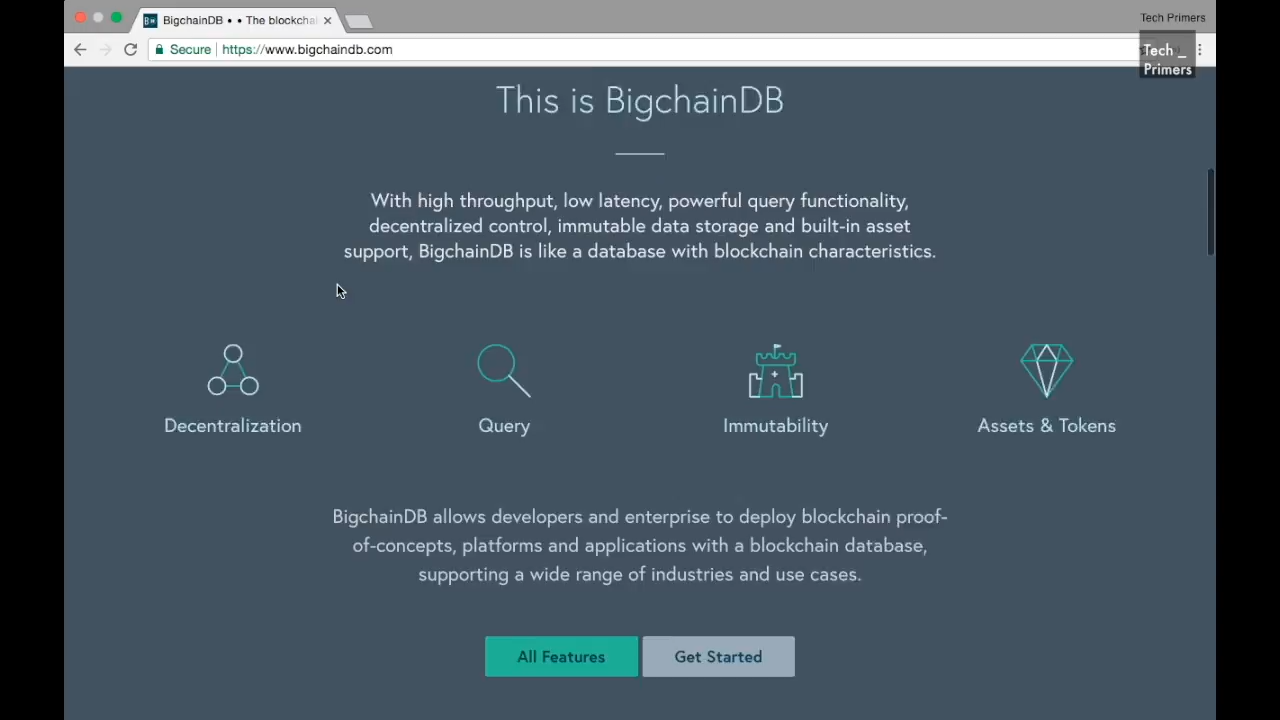 BigchainDB • • The blockchai
Tech Primers
Secure
https://www.bigchaindb.com
Tech _
Primers
This is BigchainDB
With high throughput, low latency, powerful query functionality,
decentralized control, immutable data storage and built-in asset
support, BigchainDB is like a database with blockchain characteristics.
Decentralization
Query
Immutability
Assets & Tokens
BigchainDB allows developers and enterprise to deploy blockchain proof-
of-concepts, platforms and applications with a blockchain database,
supporting a wide range of industries and use cases.
All Features
Get Started